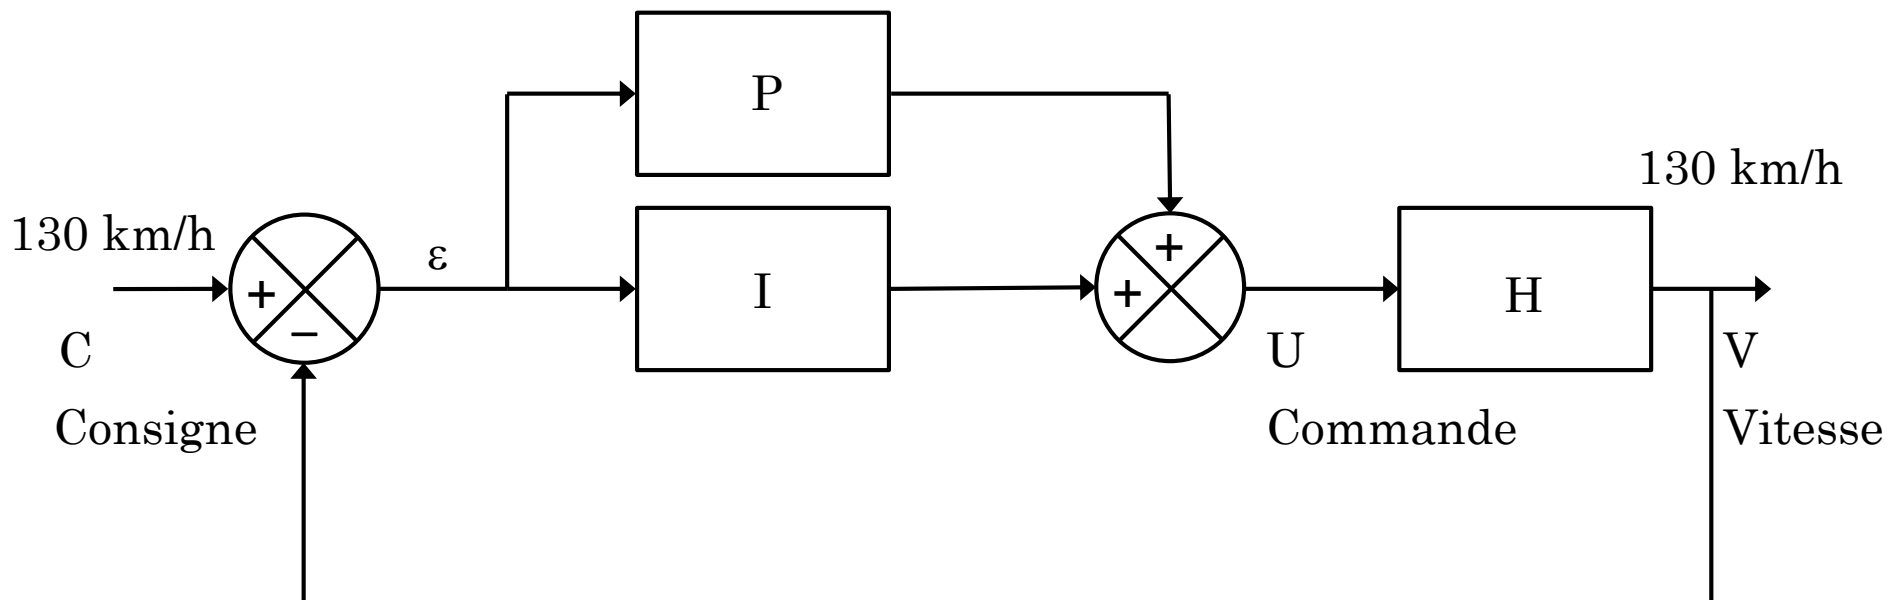 P
130 km/h
130 km/h
+
ε
I
+
+
H
−
C
U
V
Consigne
Commande
Vitesse